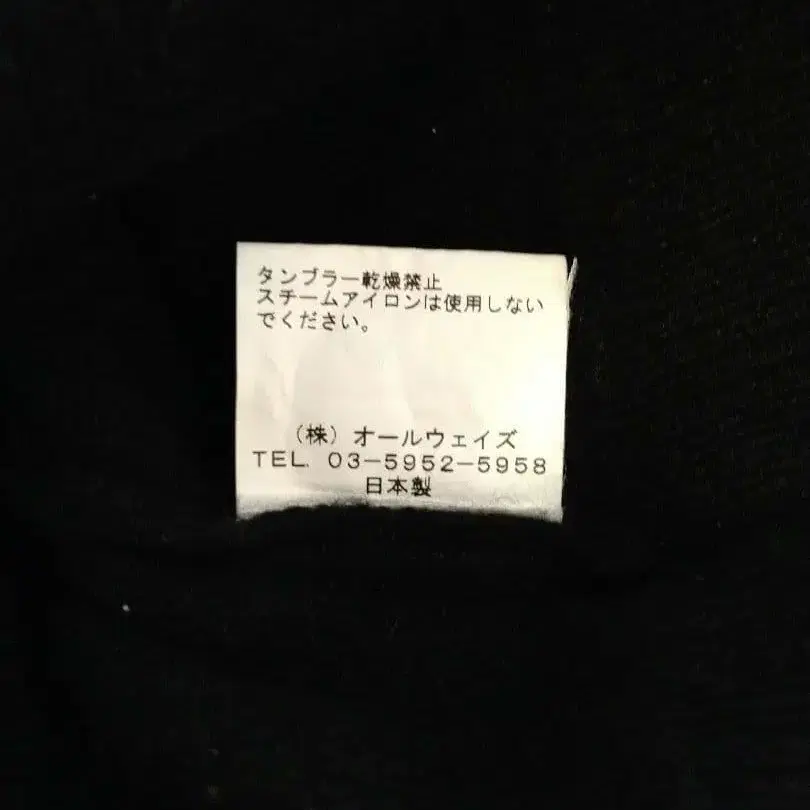 タンブラー乾燥禁止
スチームアイロンは使用しない
でください。
（株）オールウェイズ
TEL. 03-5952-5958
日本製